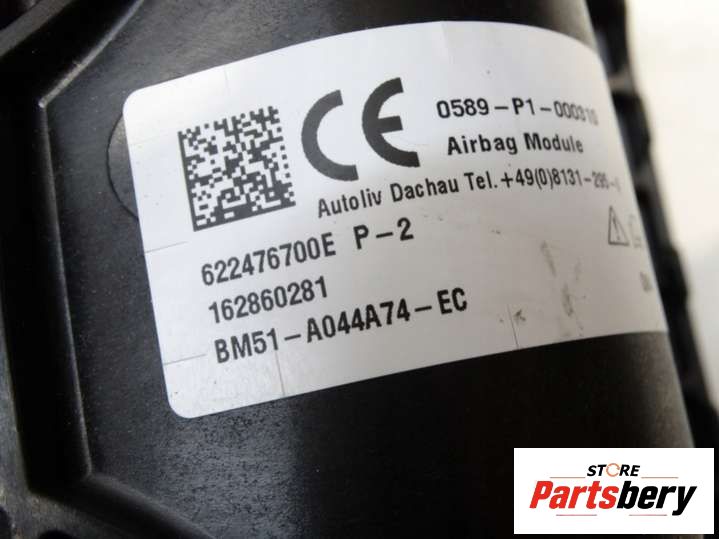 CE
0589-P1-000310
Airbag Module
Autoliv Dachau Tel.+49(0)8131-295-
622476700E P-2
162860281
BM51-A044A74-EC
STORE
Partsbery